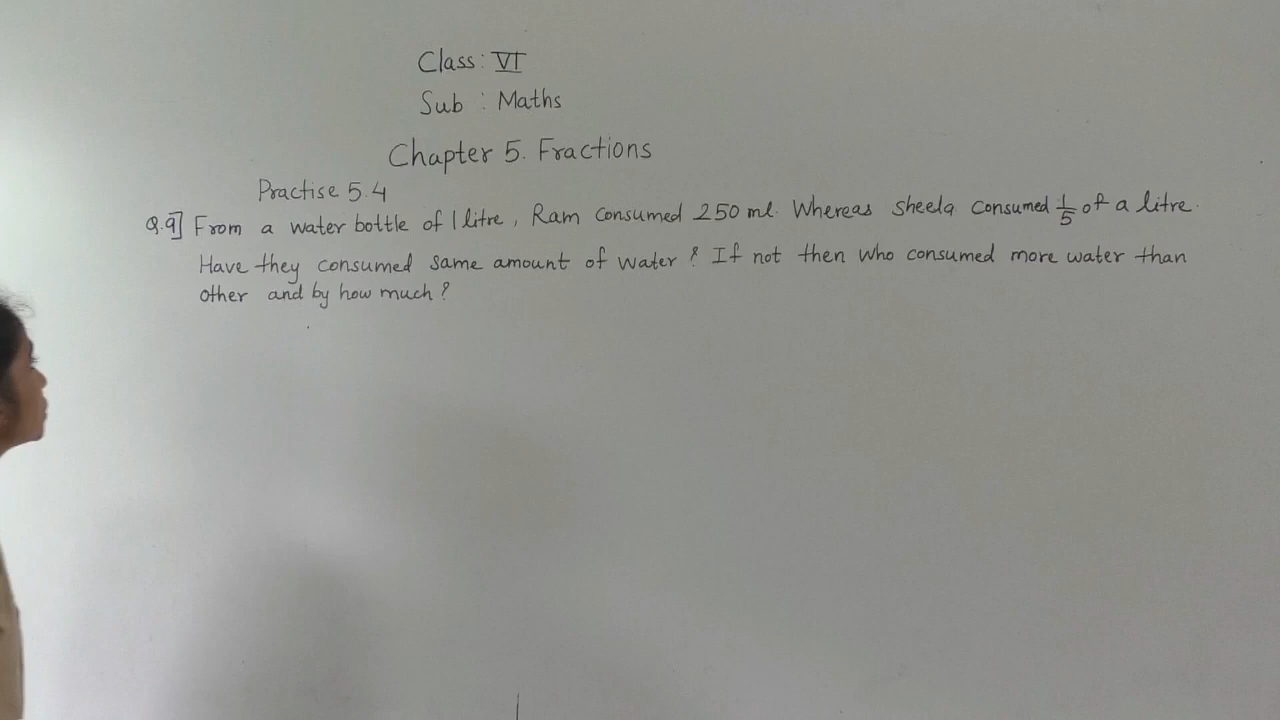 Class : VI
Sub : Maths
Chapter 5. Fractions
Practise 5.4
Q.9] From a water bottle of 1 litre, Ram Consumed 250 ml. Whereas Sheela Consumed 1/5 of a litre.
Have they consumed same amount of water ? If not then who consumed more water than
other and by how much ?